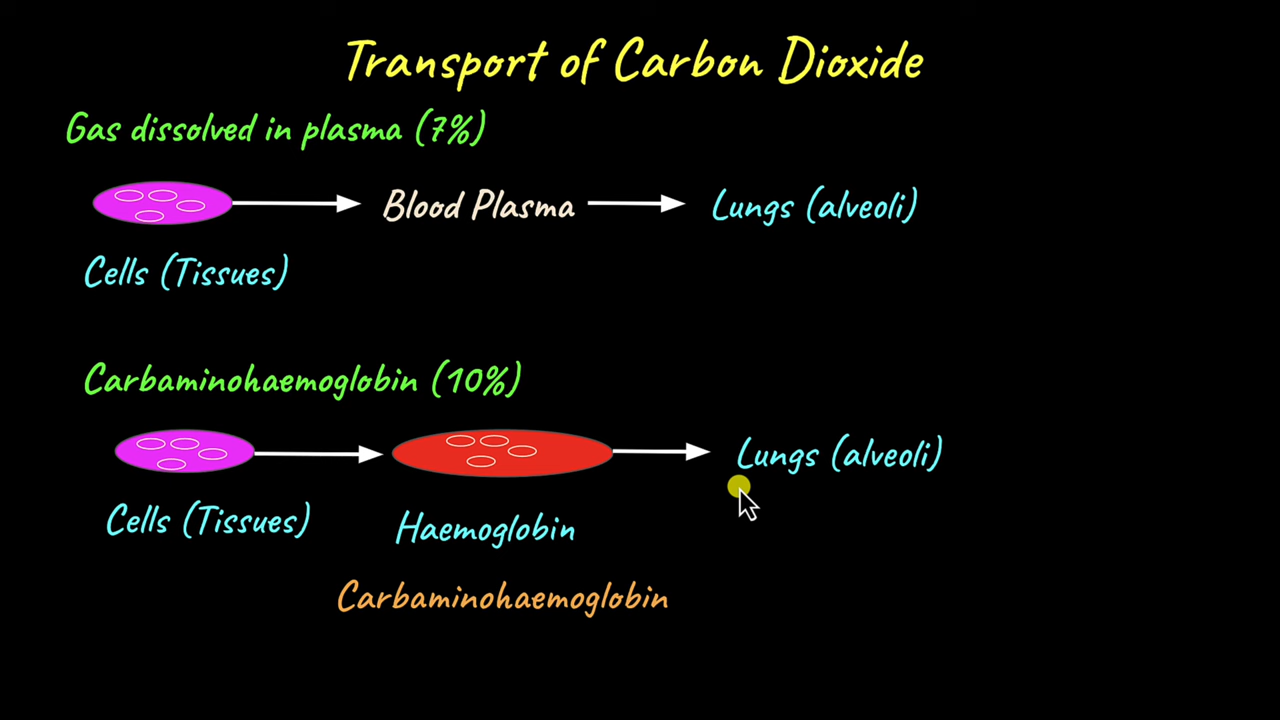 Transport of Carbon Dioxide
Gas dissolved in plasma (7%)
Blood Plasma
Lungs (alveoli)
Cells (Tissues)
Carbaminohaemoglobin (10%)
Lungs (alveoli)
Cells (Tissues)
Haemoglobin
Carbaminohaemoglobin